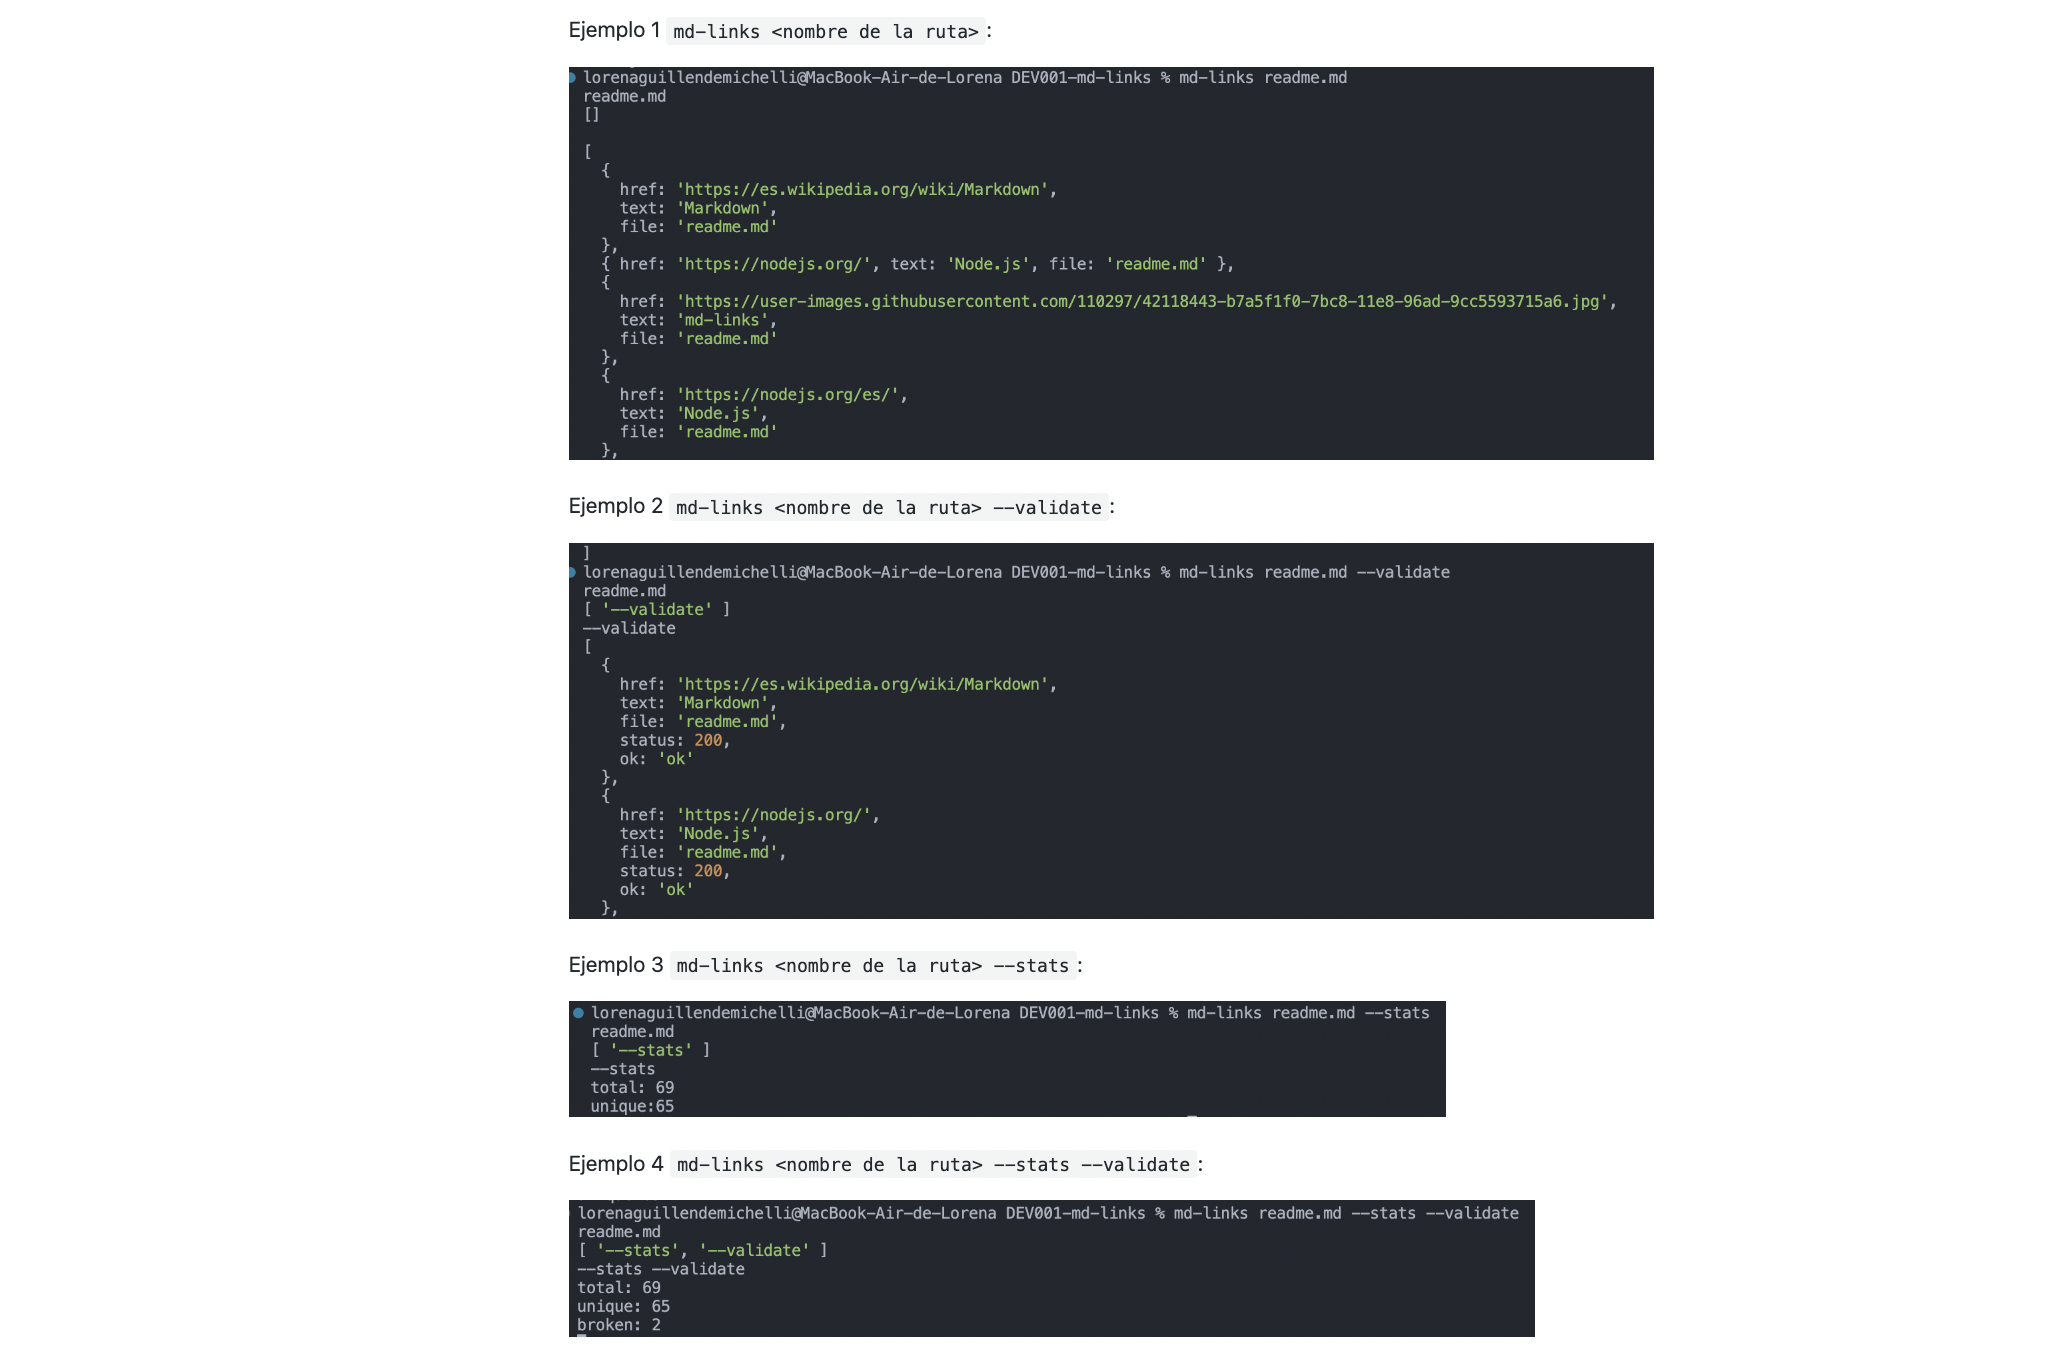 Ejemplo 1 md-links <nombre de la ruta>:
lorenaguillendemichelli@MacBook-Air-de-Lorena DEV001-md-links % md-links readme.md
readme.md
[]
[
{
href: 'https://es.wikipedia.org/wiki/Markdown',
text: 'Markdown',
file: 'readme.md'
},
{ href: 'https://nodejs.org/', text: 'Node.js', file: 'readme.md' },
{
href: 'https://user-images.githubusercontent.com/110297/42118443-b7a5f1f0-7bc8-11e8-96ad-9cc5593715a6.jpg',
text: 'md-links',
file: 'readme.md'
},
{
href: 'https://nodejs.org/es/',
text: 'Node.js',
file: 'readme.md'
},
Ejemplo 2 md-links <nombre de la ruta> --validate:
]
lorenaguillendemichelli@MacBook-Air-de-Lorena DEV001-md-links % md-links readme.md --validate
readme.md
[ '--validate' ]
--validate
[
{
href: 'https://es.wikipedia.org/wiki/Markdown',
text: 'Markdown',
file: 'readme.md',
status: 200,
ok: 'ok'
},
{
href: 'https://nodejs.org/',
text: 'Node.js',
file: 'readme.md',
status: 200,
ok: 'ok'
},
Ejemplo 3 md-links <nombre de la ruta> --stats:
lorenaguillendemichelli@MacBook-Air-de-Lorena DEV001-md-links % md-links readme.md --stats
readme.md
[ '--stats' ]
--stats
total: 69
unique:65
Ejemplo 4 md-links <nombre de la ruta> --stats --validate:
lorenaguillendemichelli@MacBook-Air-de-Lorena DEV001-md-links % md-links readme.md --stats --validate
readme.md
[ '--stats', '--validate' ]
--stats --validate
total: 69
unique: 65
broken: 2